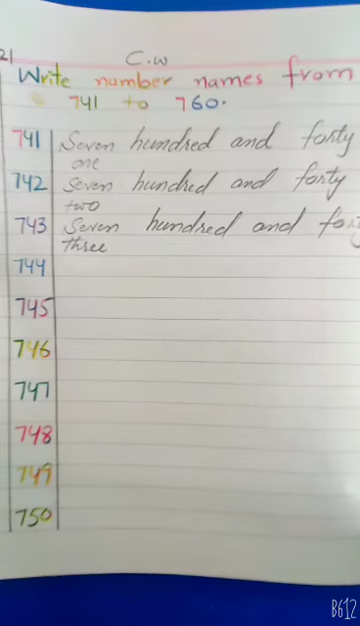 21
C.W
Write number names from
741 to 760.
741 Seven hundred and forty
one
742 Seven hundred and forty
two
743 Seven hundred and
three
744
745
746
747
748
749
750
B612